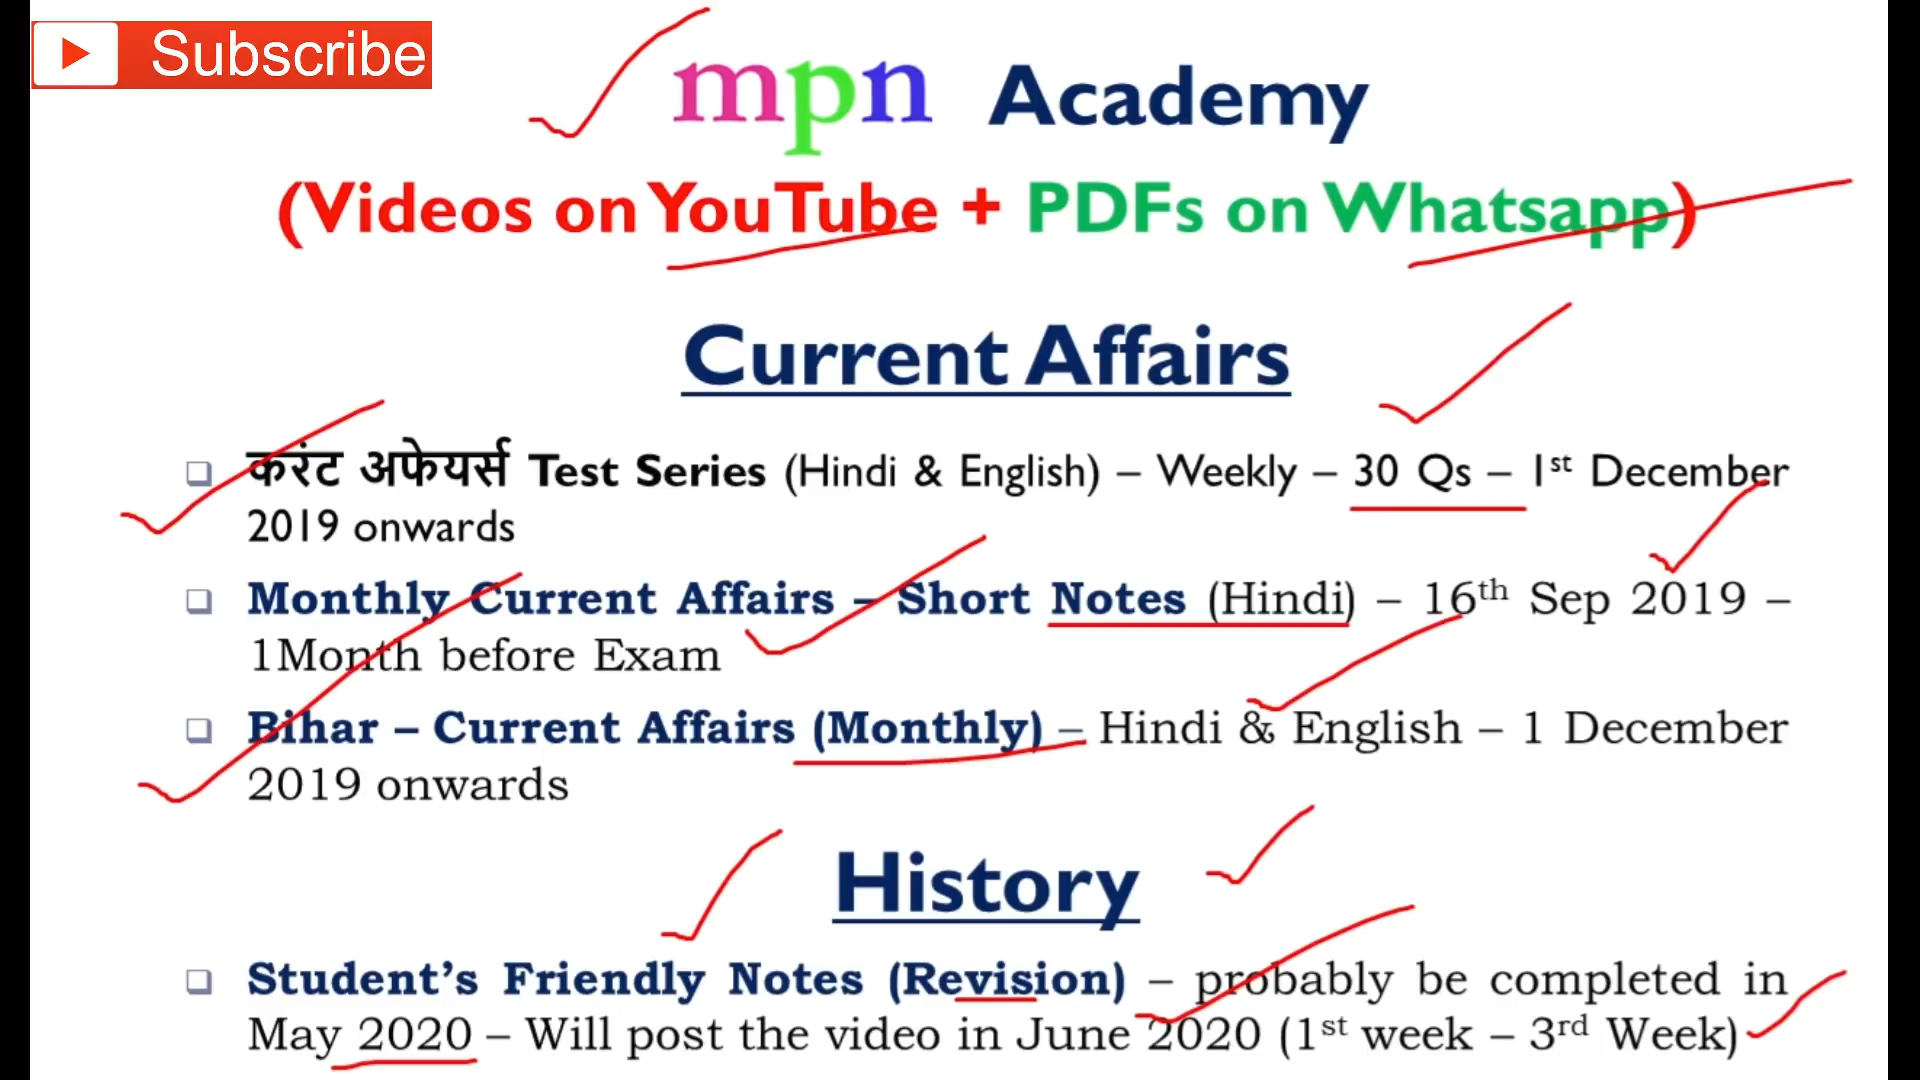 Subscribe
mpn Academy
(Videos on YouTube + PDFs on Whatsapp)
Current Affairs
❑ करंट अफेयर्स Test Series (Hindi & English) – Weekly – 30 Qs – 1st December
2019 onwards
❑ Monthly Current Affairs – Short Notes (Hindi) – 16th Sep 2019 –
1Month before Exam
❑ Bihar – Current Affairs (Monthly) – Hindi & English – 1 December
2019 onwards
History
❑ Student’s Friendly Notes (Revision) – probably be completed in
May 2020 – Will post the video in June 2020 (1st week – 3rd Week)